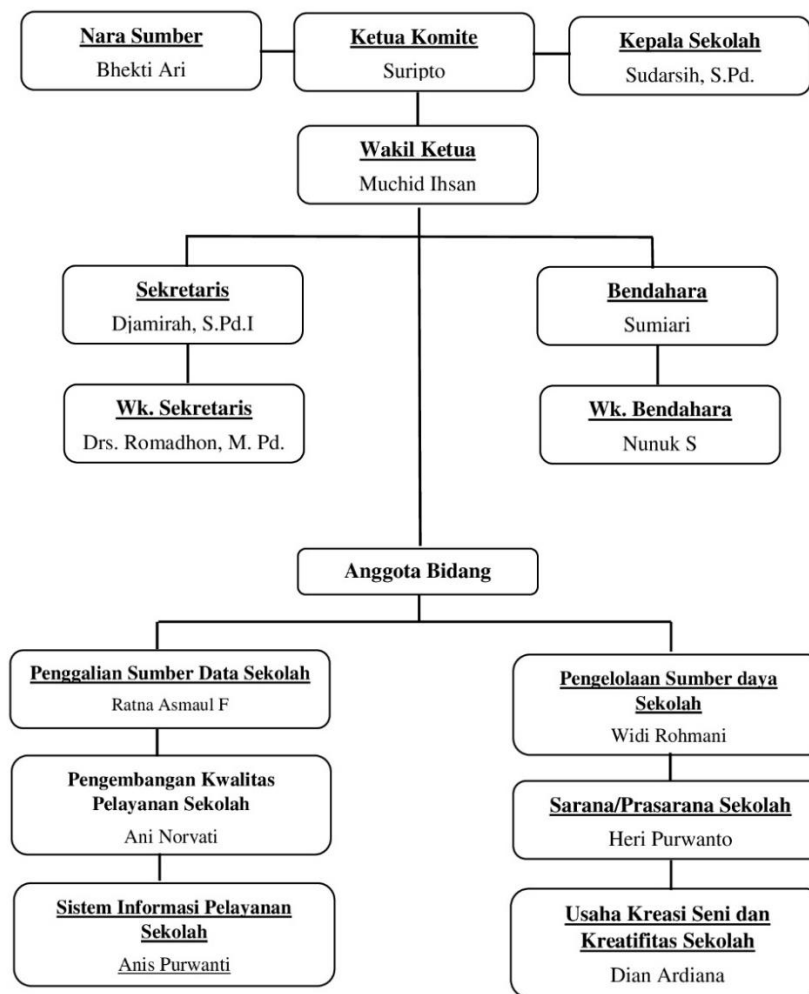 Nara Sumber
Bhekti Ari
Ketua Komite
Suripto
Kepala Sekolah
Sudarsih, S.Pd.
Wakil Ketua
Muchid Ihsan
Sekretaris
Djamirah, S.Pd.I
Bendahara
Sumiari
Wk. Sekretaris
Drs. Romadhon, M. Pd.
Wk. Bendahara
Nunuk S
Anggota Bidang
Penggalian Sumber Data Sekolah
Ratna Asmaul F
Pengelolaan Sumber daya
Sekolah
Widi Rohmani
Pengembangan Kwalitas
Pelayanan Sekolah
Ani Norvati
Sarana/Prasarana Sekolah
Heri Purwanto
Sistem Informasi Pelayanan
Sekolah
Anis Purwanti
Usaha Kreasi Seni dan
Kreatifitas Sekolah
Dian Ardiana